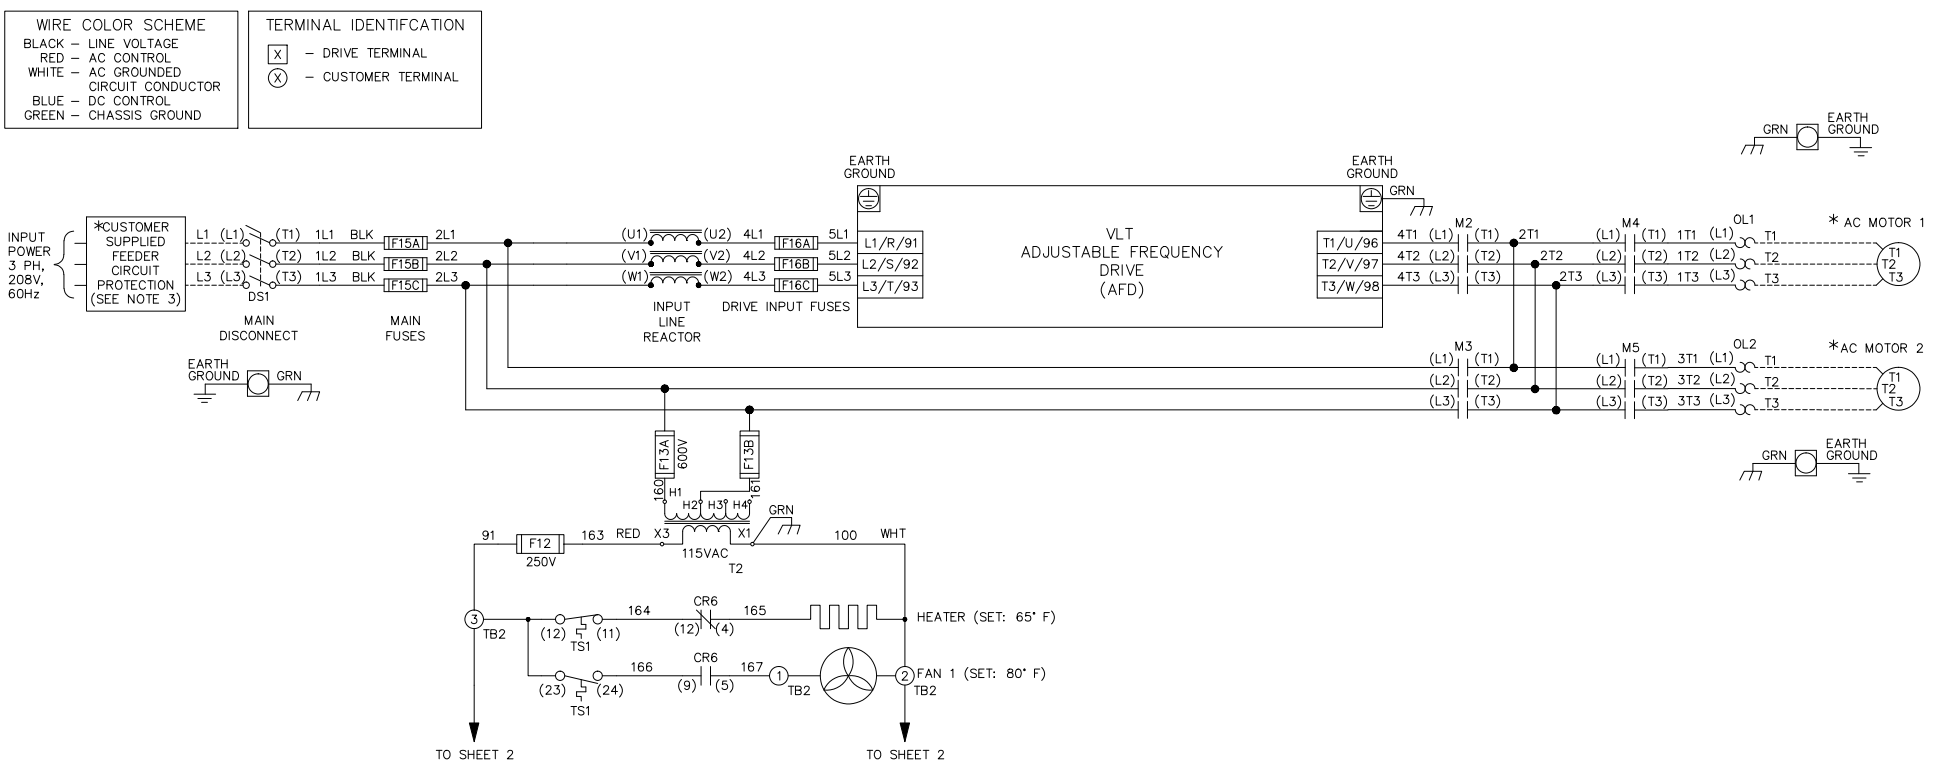 WIRE COLOR SCHEME
BLACK – LINE VOLTAGE
RED – AC CONTROL
WHITE – AC GROUNDED
CIRCUIT CONDUCTOR
BLUE – DC CONTROL
GREEN – CHASSIS GROUND
TERMINAL IDENTIFCATION
X – DRIVE TERMINAL
X – CUSTOMER TERMINAL
GRN
EARTH
GROUND
EARTH
GROUND
EARTH
GROUND
GRN
INPUT
POWER
3 PH,
208V,
60Hz
*CUSTOMER
SUPPLIED
FEEDER
CIRCUIT
PROTECTION
(SEE NOTE 3)
L1 (L1) (T1) 1L1 BLK F15A 2L1
L2 (L2) (T2) 1L2 BLK F15B 2L2
L3 (L3) (T3) 1L3 BLK F15C 2L3
DS1
MAIN
DISCONNECT
MAIN
FUSES
(U1) (U2) 4L1 F16A 5L1
(V1) (V2) 4L2 F16B 5L2
(W1) (W2) 4L3 F16C 5L3
INPUT
LINE
REACTOR
DRIVE INPUT FUSES
L1/R/91
L2/S/92
L3/T/93
VLT
ADJUSTABLE FREQUENCY
DRIVE
(AFD)
T1/U/96
T2/V/97
T3/W/98
M2
4T1 (L1) (T1) 2T1
4T2 (L2) (T2) 2T2
4T3 (L3) (T3) 2T3
M4
OL1
(L1) (T1) 1T1 (L1) T1
(L2) (T2) 1T2 (L2) T2
(L3) (T3) 1T3 (L3) T3
* AC MOTOR 1
T1
T2
T3
EARTH
GROUND
GRN
M3
(L1) (T1)
(L2) (T2)
(L3) (T3)
M5
OL2
(L1) (T1) 3T1 (L1) T1
(L2) (T2) 3T2 (L2) T2
(L3) (T3) 3T3 (L3) T3
*AC MOTOR 2
T1
T2
T3
GRN
EARTH
GROUND
F13A
600V
F13B
160
161
H1
H2 H3 H4
GRN
91 F12 163 RED X3 X1 100 WHT
250V
115VAC
T2
3
TB2
(12) (11) 164 CR6 165
TS1
(12) (4)
HEATER (SET: 65° F)
(23) (24) 166 CR6 167
TS1
(9) (5)
1
TB2
2
TB2
FAN 1 (SET: 80° F)
TO SHEET 2
TO SHEET 2